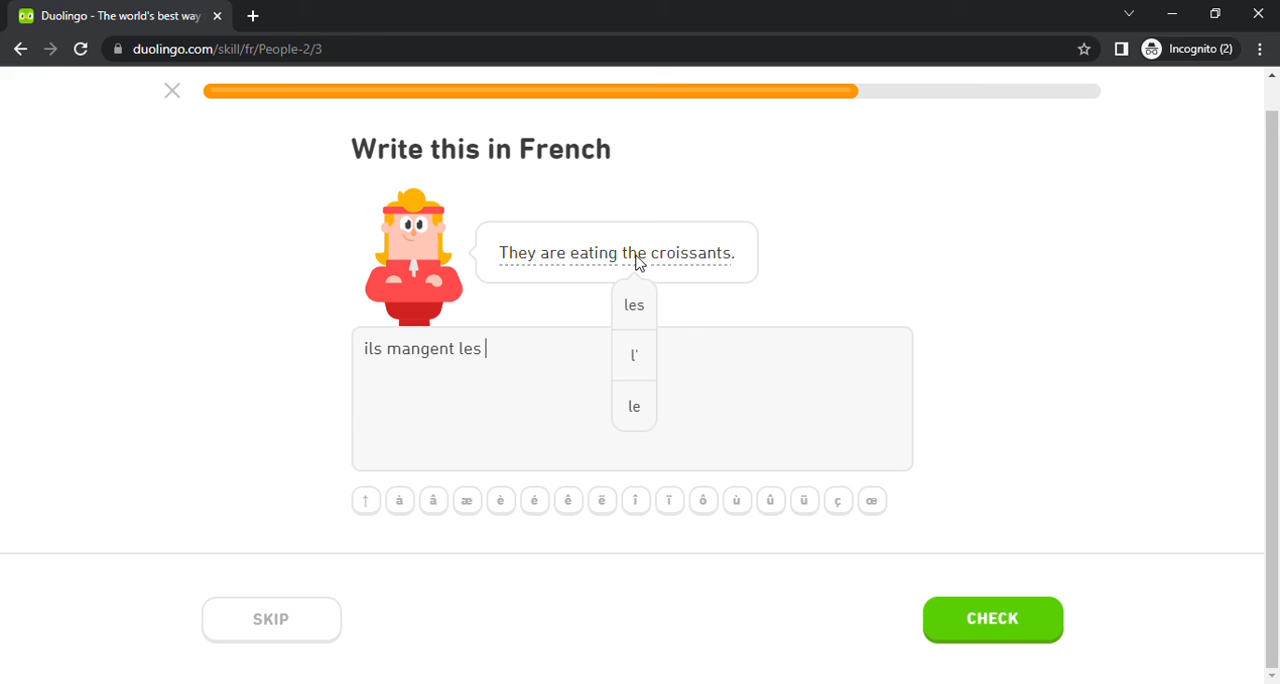 Duolingo - The world's best way
duolingo.com/skill/fr/People-2/3
Incognito (2)
Write this in French
They are eating the croissants.
les
l'
le
ils mangent les
↑ à â æ è é ê ë î ï ô ù û ü ç œ
SKIP
CHECK